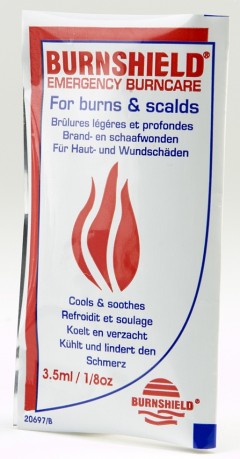 BURNSHIELD®
EMERGENCY BURNCARE
For burns & scalds
Brûlures légéres et profondes
Brand- en schaafwonden
Für Haut- und Wundschäden
Cools & soothes
Refroidit et soulage
Koelt en verzacht
Kühlt und lindert den
Schmerz
3.5ml / 1/8oz
BURNSHIELD®
20697/B